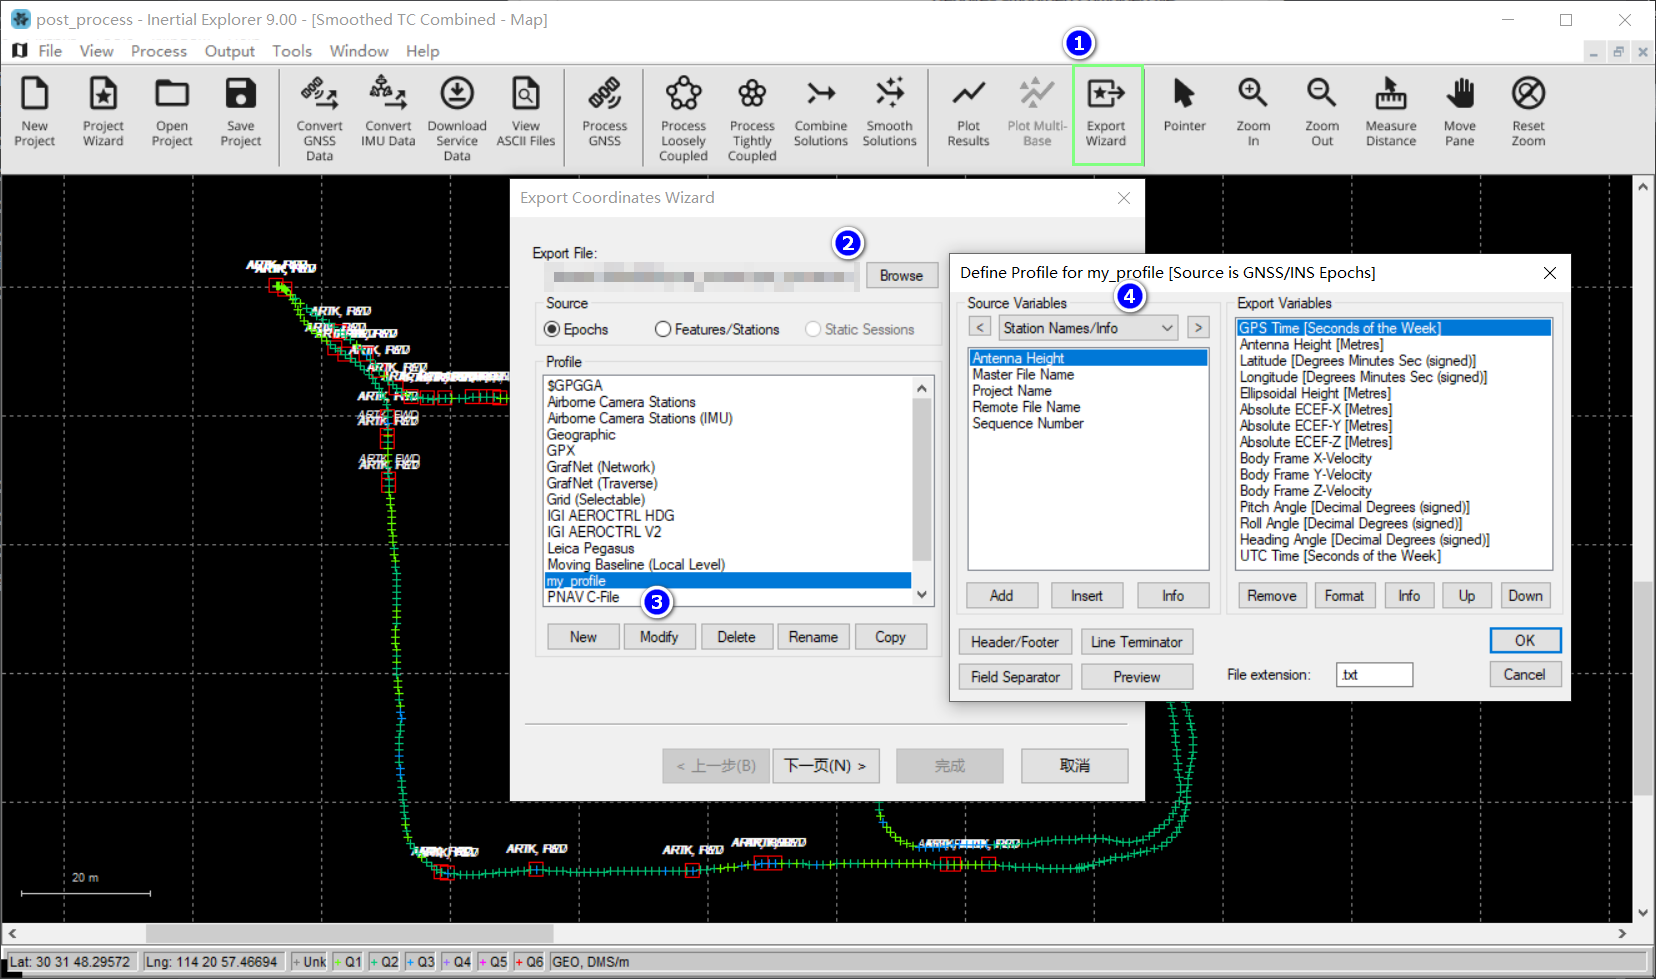 post_process - Inertial Explorer 9.00 - [Smoothed TC Combined - Map]
File View Process Output Tools Window Help
1
New Project
Project Wizard
Open Project
Save Project
Convert GNSS Data
Convert IMU Data
Download Service Data
View ASCII Files
Process GNSS
Process Loosely Coupled
Process Tightly Coupled
Combine Solutions
Smooth Solutions
Plot Results
Plot Multi-Base
Export Wizard
Pointer
Zoom In
Zoom Out
Measure Distance
Move Pane
Reset Zoom
Export Coordinates Wizard
2
Export File:
Browse
Source
Epochs
Features/Stations
Static Sessions
Profile
$GPGGA
Airborne Camera Stations
Airborne Camera Stations (IMU)
Geographic
GPX
GrafNet (Network)
GrafNet (Traverse)
Grid (Selectable)
IGI AEROCTRL HDG
IGI AEROCTRL V2
Leica Pegasus
Moving Baseline (Local Level)
my_profile
PNAV C-File
3
New
Modify
Delete
Rename
Copy
< 上一步(B)
下一页(N) >
完成
取消
Define Profile for my_profile [Source is GNSS/INS Epochs]
4
Source Variables
<
Station Names/Info
>
Antenna Height
Master File Name
Project Name
Remote File Name
Sequence Number
Add
Insert
Info
Export Variables
GPS Time [Seconds of the Week]
Antenna Height [Metres]
Latitude [Degrees Minutes Sec (signed)]
Longitude [Degrees Minutes Sec (signed)]
Ellipsoidal Height [Metres]
Absolute ECEF-X [Metres]
Absolute ECEF-Y [Metres]
Absolute ECEF-Z [Metres]
Body Frame X-Velocity
Body Frame Y-Velocity
Body Frame Z-Velocity
Pitch Angle [Decimal Degrees (signed)]
Roll Angle [Decimal Degrees (signed)]
Heading Angle [Decimal Degrees (signed)]
UTC Time [Seconds of the Week]
Remove
Format
Info
Up
Down
Header/Footer
Line Terminator
Field Separator
Preview
File extension:
.txt
OK
Cancel
20 m
Lat: 30 31 48.29572
Lng: 114 20 57.46694
Unk
Q1
Q2
Q3
Q4
Q5
Q6
GEO, DMS/m